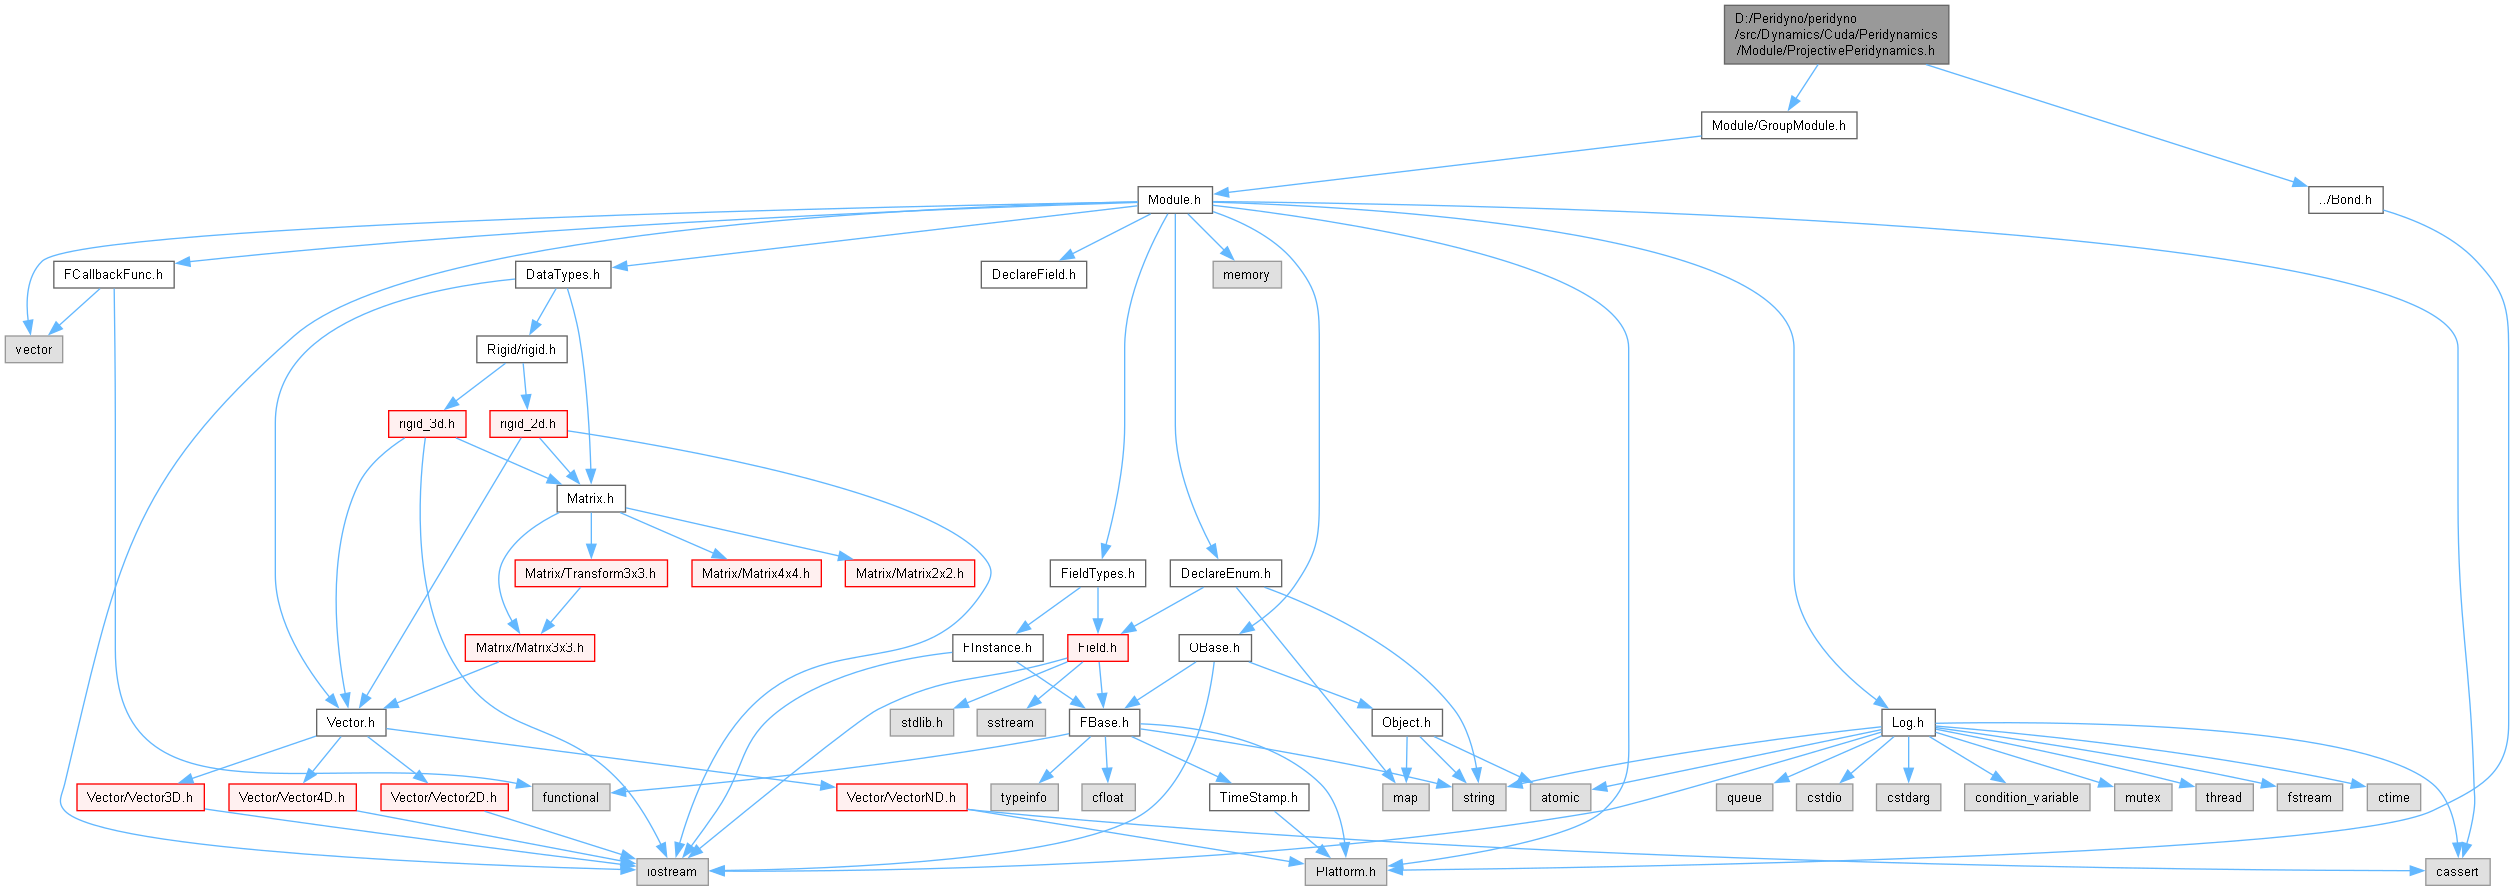 D:/Peridyno/peridyno
/src/Dynamics/Cuda/Peridynamics
/Module/ProjectivePeridynamics.h
Module/GroupModule.h
Module.h
../Bond.h
FCallbackFunc.h
DataTypes.h
DeclareField.h
memory
vector
Rigid/rigid.h
rigid_3d.h
rigid_2d.h
Matrix.h
Matrix/Transform3x3.h
Matrix/Matrix4x4.h
Matrix/Matrix2x2.h
FieldTypes.h
DeclareEnum.h
Matrix/Matrix3x3.h
FInstance.h
Field.h
OBase.h
Vector.h
stdlib.h
sstream
FBase.h
Object.h
Log.h
Vector/Vector3D.h
Vector/Vector4D.h
Vector/Vector2D.h
functional
Vector/VectorND.h
typeinfo
cfloat
TimeStamp.h
map
string
atomic
queue
cstdio
cstdarg
condition_variable
mutex
thread
fstream
ctime
iostream
Platform.h
cassert